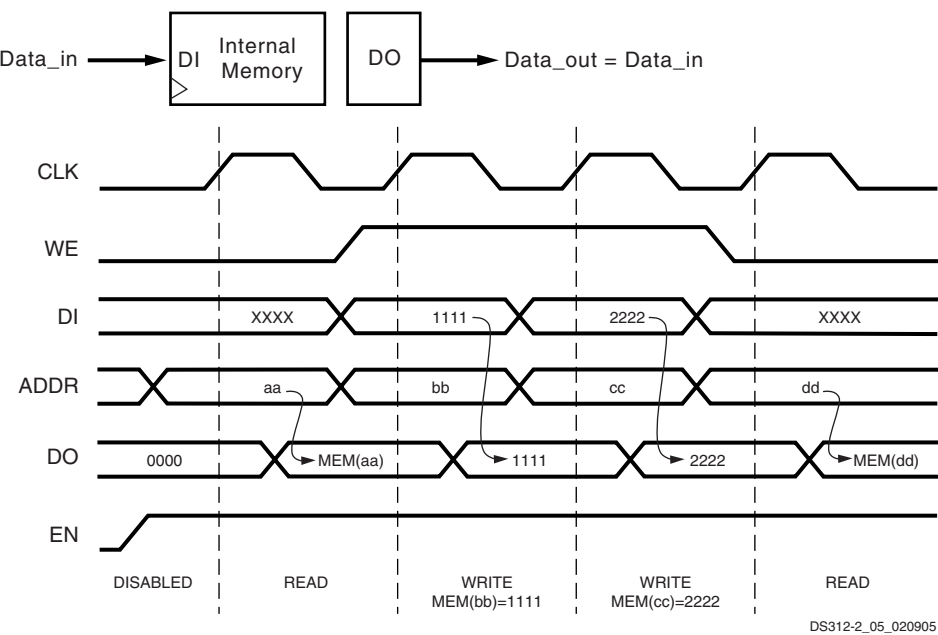 Data_in
DI
Internal
Memory
DO
Data_out = Data_in
CLK
WE
DI
XXXX
1111
2222
XXXX
ADDR
aa
bb
cc
dd
DO
0000
MEM(aa)
1111
2222
MEM(dd)
EN
DISABLED
READ
WRITE
MEM(bb)=1111
WRITE
MEM(cc)=2222
READ
DS312-2_05_020905